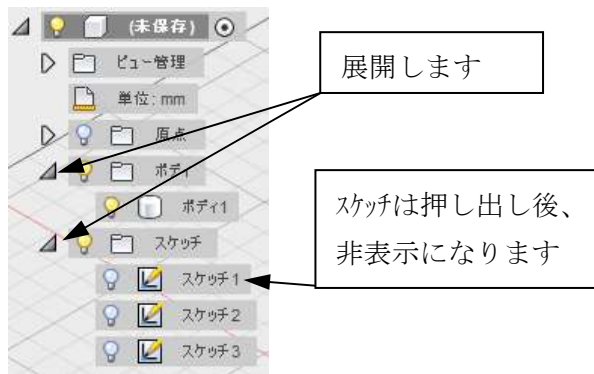 (未保存)
ビュー管理
単位: mm
原点
ボディ
ボディ1
スケッチ
スケッチ1
スケッチ2
スケッチ3
展開します
ｽｹｯﾁは押し出し後、
非表示になります